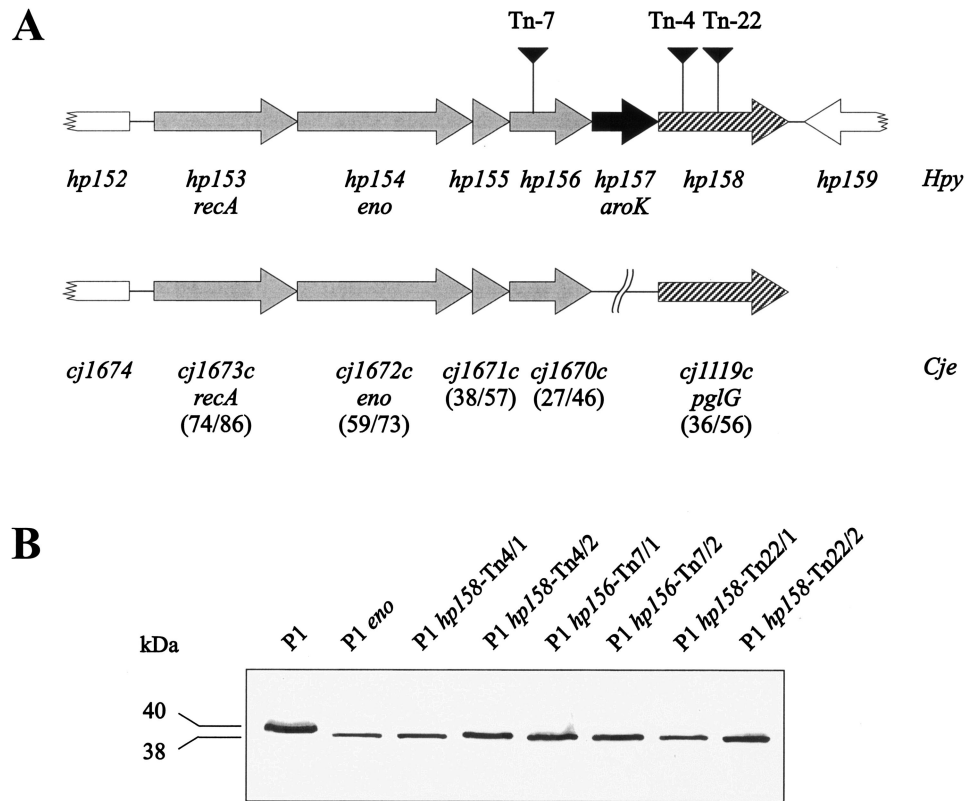 A
Tn-7 Tn-4 Tn-22
hp152 hp153 hp154 hp155 hp156 hp157 hp158 hp159 Hpy
recA eno aroK
cj1674 cj1673c cj1672c cj1671c cj1670c cj1119c Cje
recA eno (38/57) (27/46) pglG
(74/86) (59/73) (36/56)
B
P1 P1 eno P1 hp158-Tn4/1 P1 hp158-Tn4/2 P1 hp156-Tn7/1 P1 hp156-Tn7/2 P1 hp158-Tn22/1 P1 hp158-Tn22/2
kDa
40
38